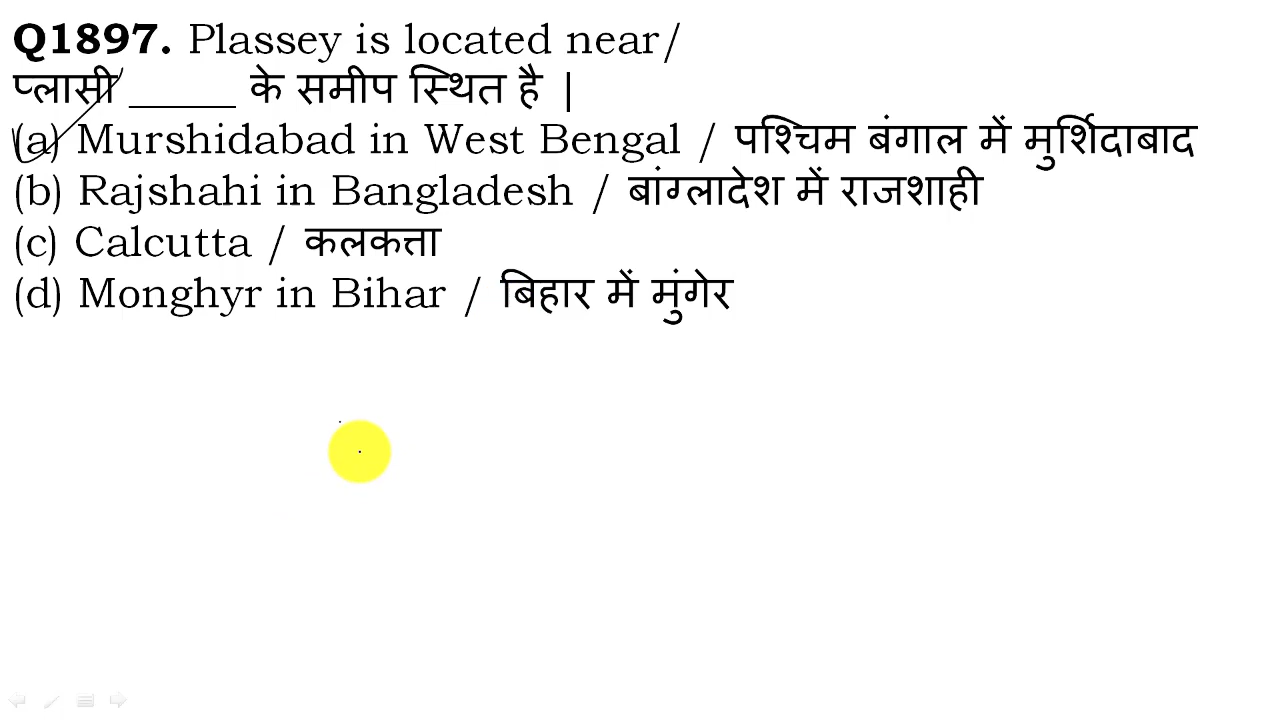 Q1897. Plassey is located near/
प्लासी _____ के समीप स्थित है |
(a) Murshidabad in West Bengal / पश्चिम बंगाल में मुर्शिदाबाद
(b) Rajshahi in Bangladesh / बांग्लादेश में राजशाही
(c) Calcutta / कलकत्ता
(d) Monghyr in Bihar / बिहार में मुंगेर